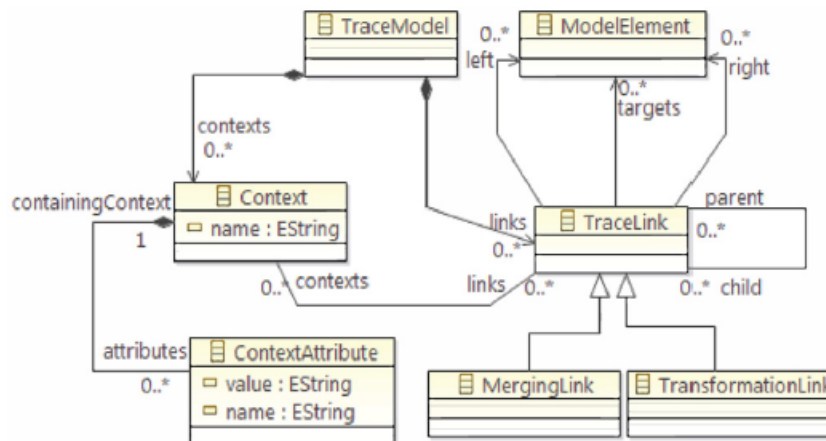 TraceModel
ModelElement
0..*
0..*
left
right
0..*
targets
contexts
0..*
containingContext
1
Context
name : EString
parent
links
0..*
TraceLink
0..*
0..*
contexts
links
0..*
0..*
child
attributes
0..*
ContextAttribute
value : EString
name : EString
MergingLink
TransformationLink